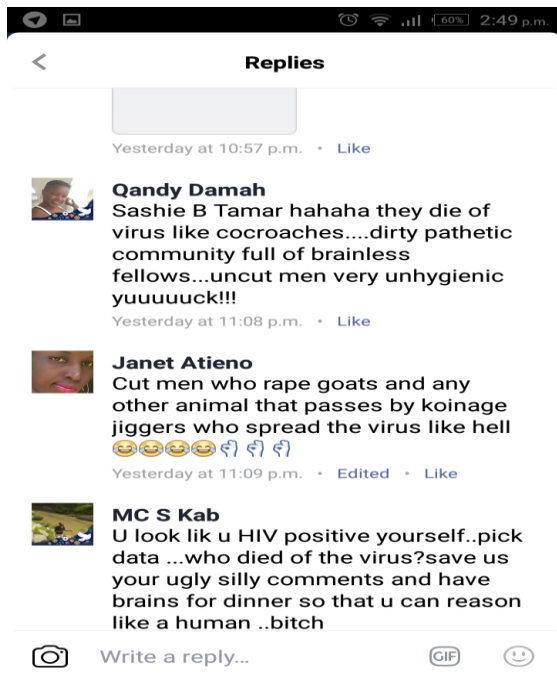 60% 2:49 p.m.
Replies
Yesterday at 10:57 p.m. • Like
Qandy Damah
Sashie B Tamar hahaha they die of
virus like cocroaches....dirty pathetic
community full of brainless
fellows...uncut men very unhygienic
yuuuuuck!!!
Yesterday at 11:08 p.m. • Like
Janet Atieno
Cut men who rape goats and any
other animal that passes by koinage
jiggers who spread the virus like hell
😂😂😂😂
Yesterday at 11:09 p.m. • Edited • Like
MC S Kab
U look lik u HIV positive yourself..pick
data ...who died of the virus?save us
your ugly silly comments and have
brains for dinner so that u can reason
like a human ..bitch
Write a reply... GIF